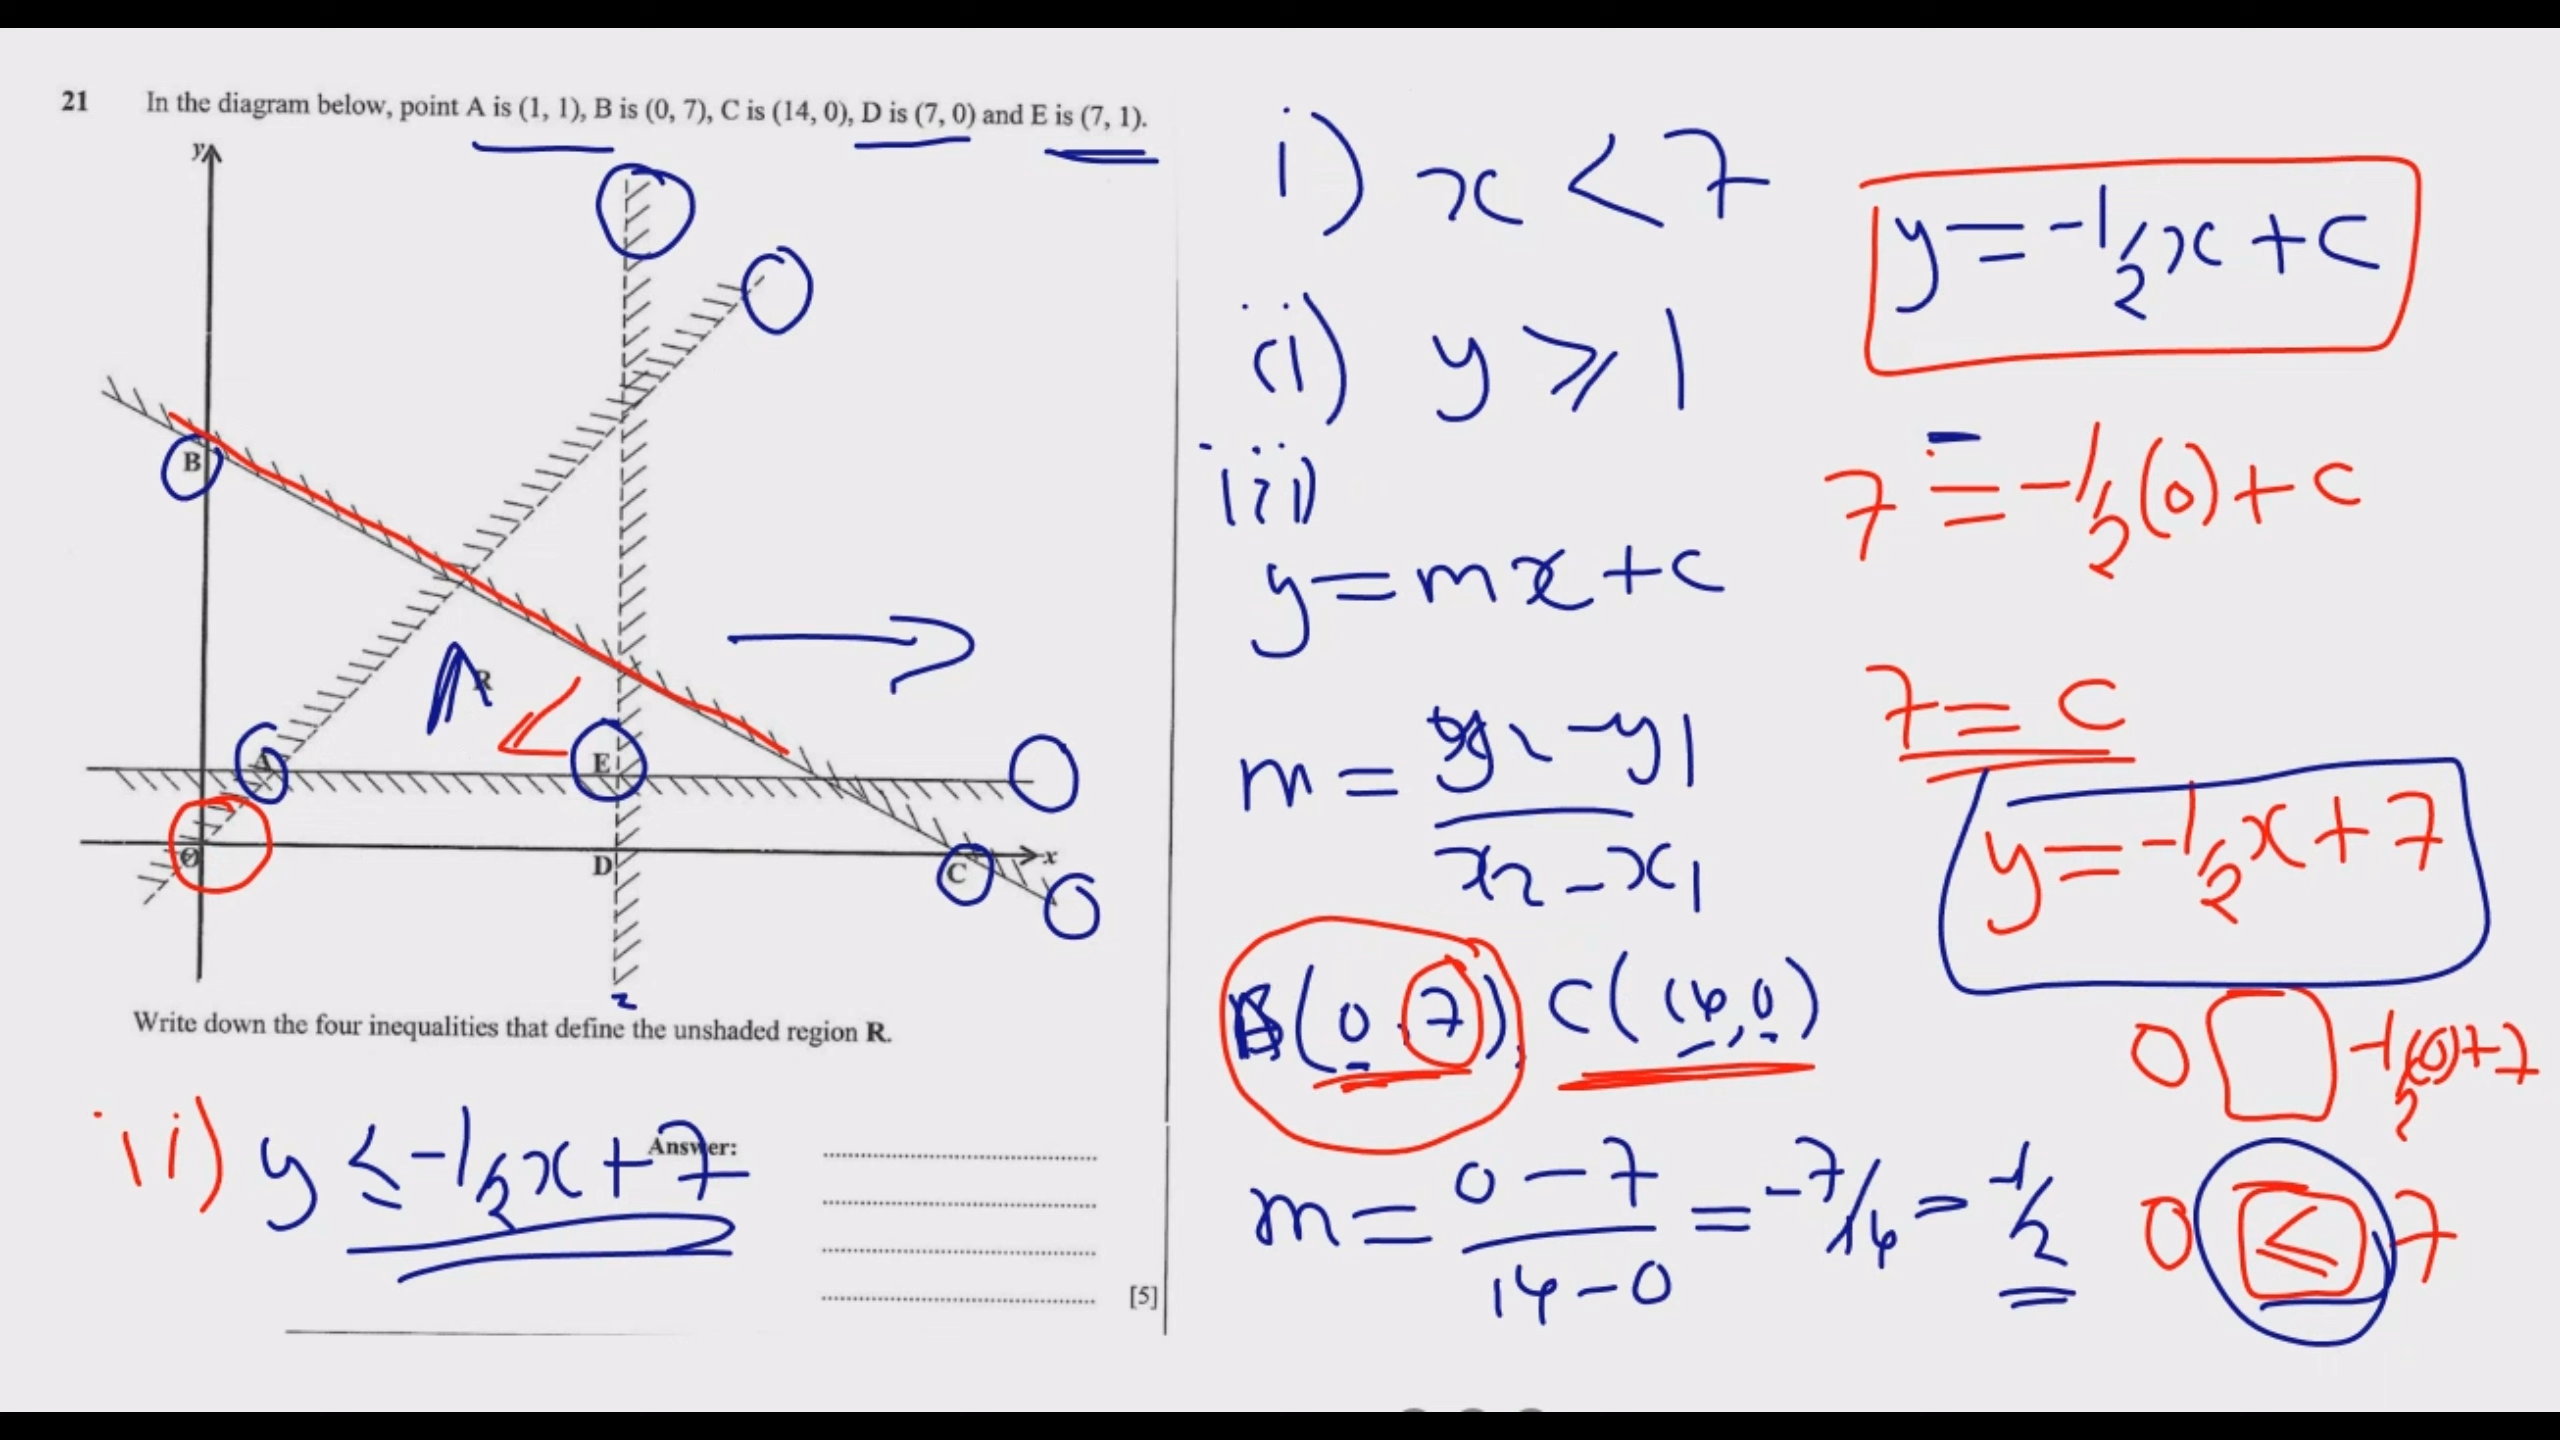 21 In the diagram below, point A is (1, 1), B is (0, 7), C is (14, 0), D is (7, 0) and E is (7, 1).
y
B
R
A
E
O
D
C
x
Write down the four inequalities that define the unshaded region R.
Answer:
[5]
ii) y ≤ -1/2x + 7
i) x < 7
ii) y ⩾ 1
iii)
y = mx + c
m = y2 - y1
x2 - x1
B(0, 7), C(14, 0)
m = 0 - 7 / 14 - 0 = -7/14 = -1/2
y = -1/2x + c
7 = -1/2(0) + c
7 = c
y = -1/2x + 7
0 □ -1/2(0) + 7
0 ≤ 7